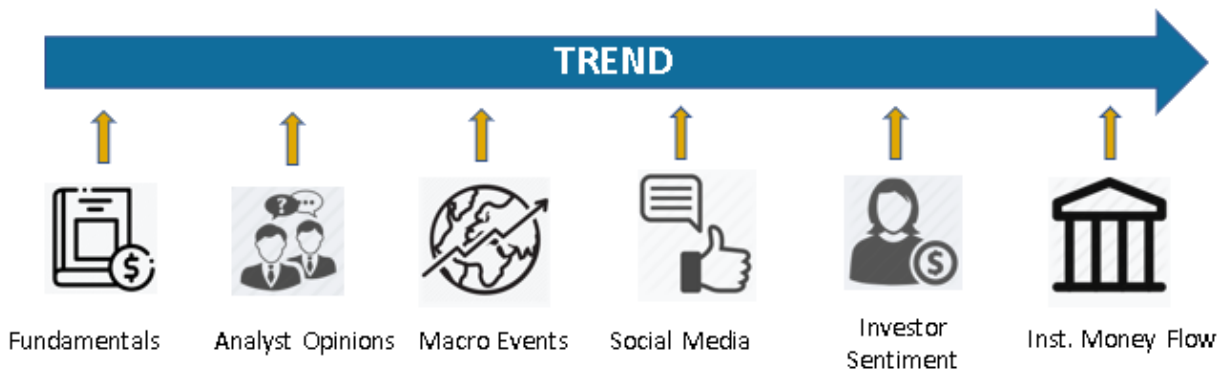 TREND
?
$
$
Fundamentals
Analyst Opinions
Macro Events
Social Media
Investor
Sentiment
Inst. Money Flow